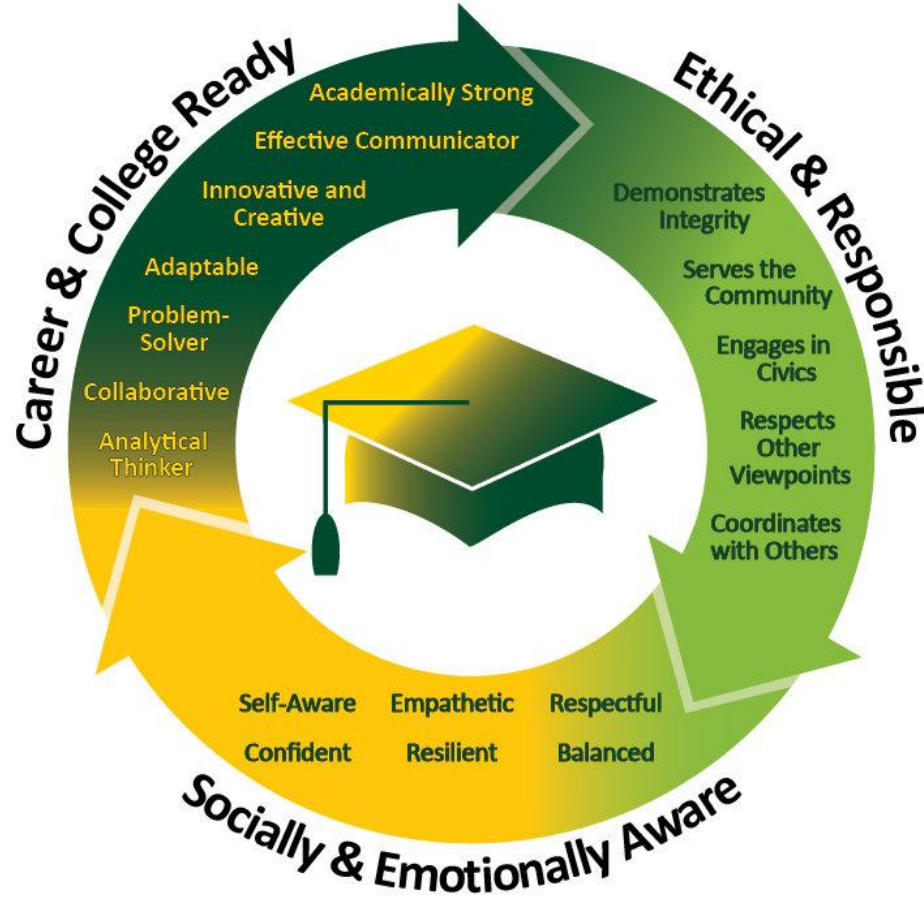 Career & College Ready
Academically Strong
Effective Communicator
Innovative and
Creative
Adaptable
Problem-
Solver
Collaborative
Analytical
Thinker
Ethical & Responsible
Demonstrates
Integrity
Serves the
Community
Engages in
Civics
Respects
Other
Viewpoints
Coordinates
with Others
Self-Aware Empathetic Respectful
Confident Resilient Balanced
Socially & Emotionally Aware